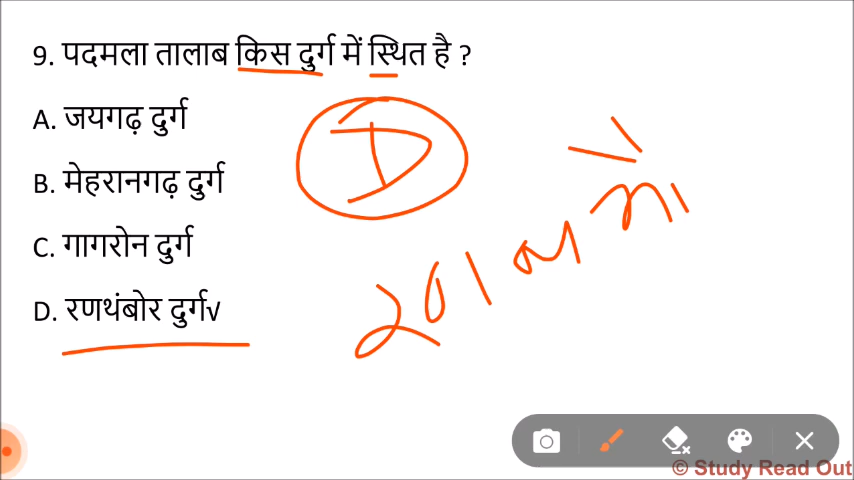 9. पदमला तालाब किस दुर्ग में स्थित है ?
A. जयगढ़ दुर्ग
B. मेहरानगढ़ दुर्ग
C. गागरोन दुर्ग
D. रणथंबोर दुर्ग√
D
© Study Read Out